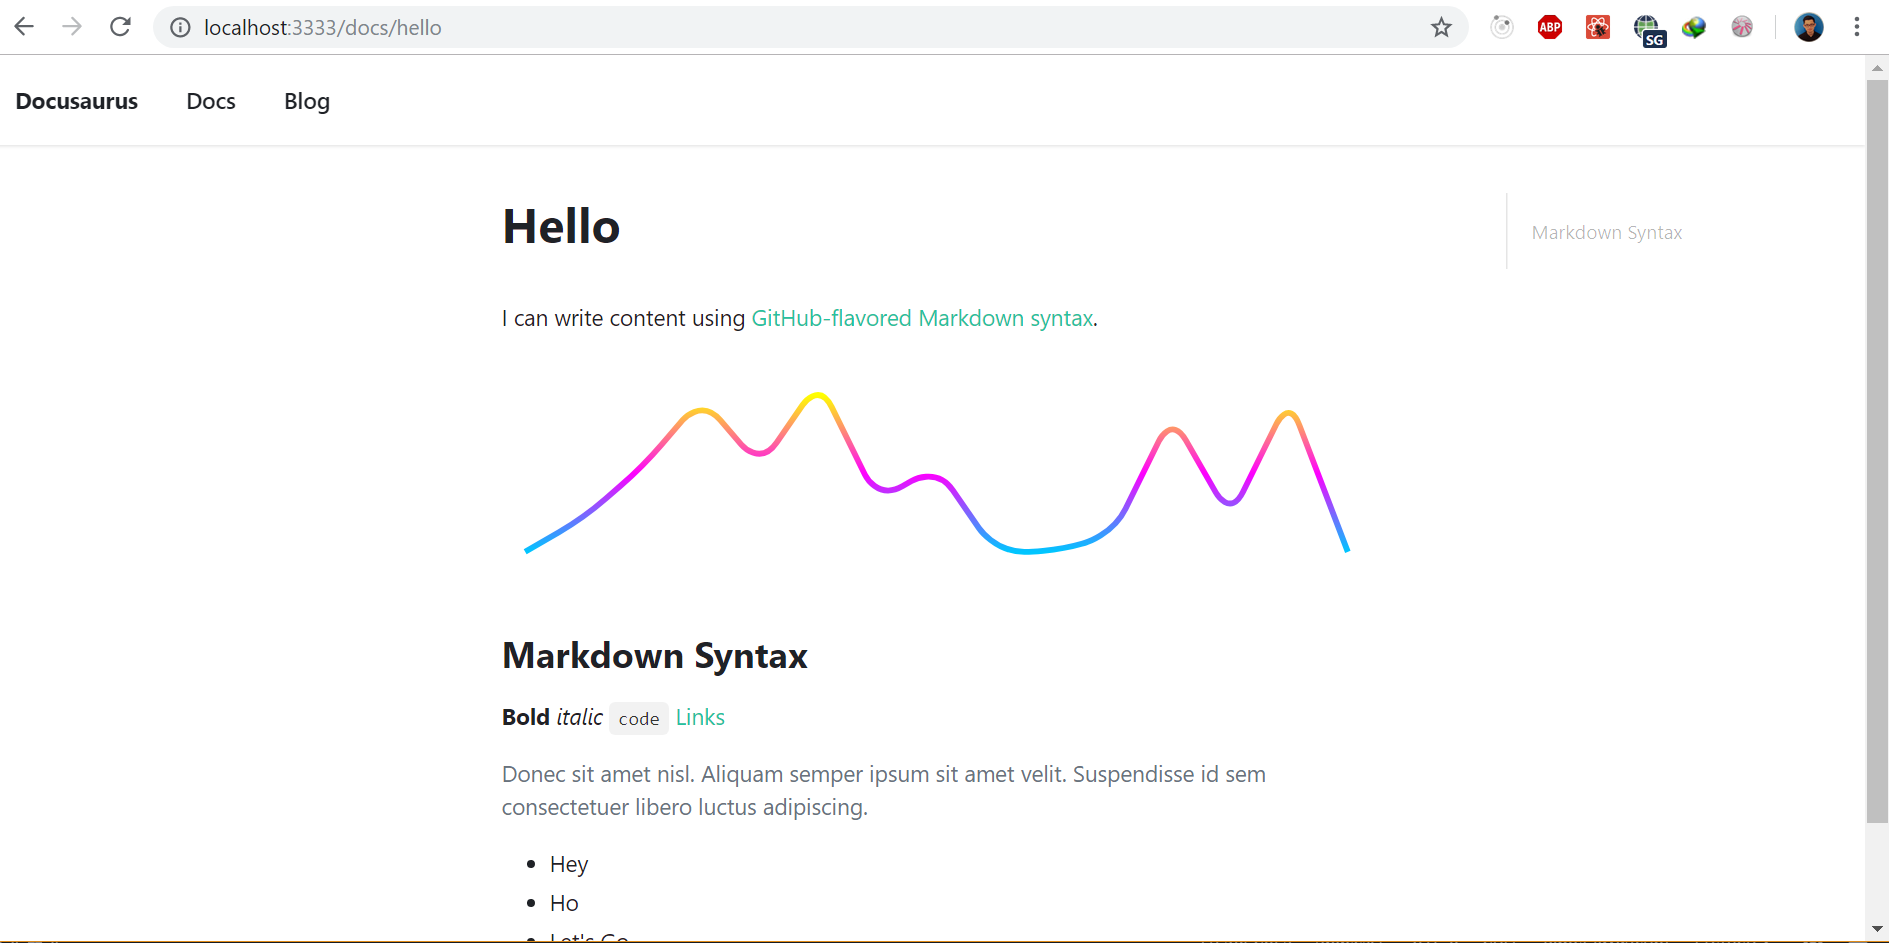 localhost:3333/docs/hello
ABP
SG
Docusaurus Docs Blog
Hello
Markdown Syntax
I can write content using GitHub-flavored Markdown syntax.
Markdown Syntax
Bold italic code Links
Donec sit amet nisl. Aliquam semper ipsum sit amet velit. Suspendisse id sem
consectetuer libero luctus adipiscing.
Hey
Ho
Let's Go